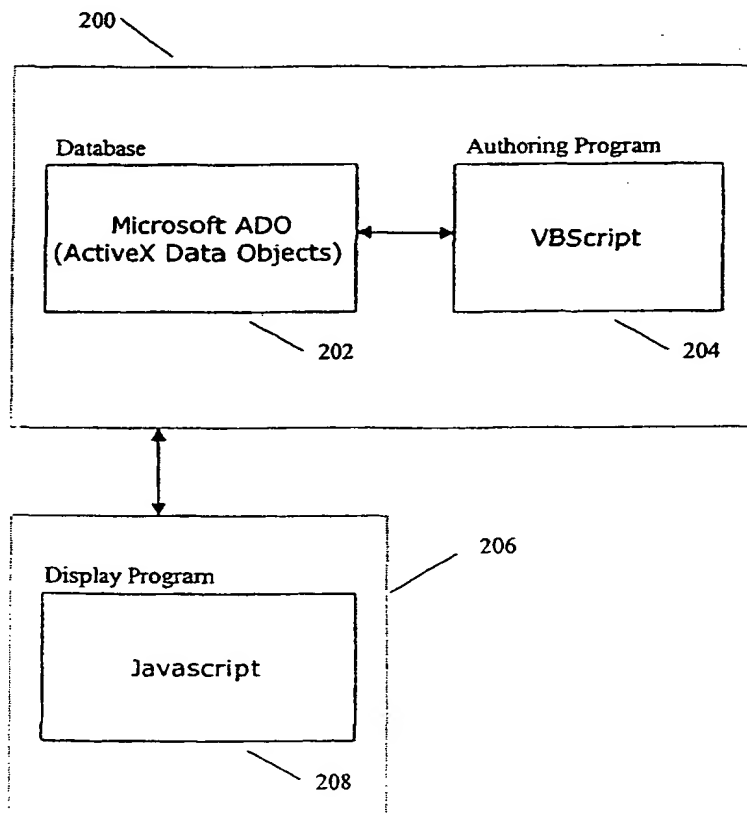 200
Database
Authoring Program
Microsoft ADO
(ActiveX Data Objects)
VBScript
202
204
206
Display Program
Javascript
208